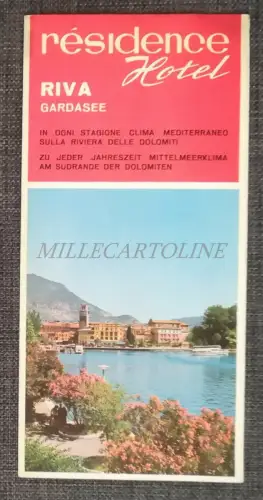 résidence
Hotel
RIVA
GARDASEE
IN OGNI STAGIONE CLIMA MEDITERRANEO
SULLA RIVIERA DELLE DOLOMITI
ZU JEDER JAHRESZEIT MITTELMEERKLIMA
AM SÜDRANDE DER DOLOMITEN
MILLECARTOLINE